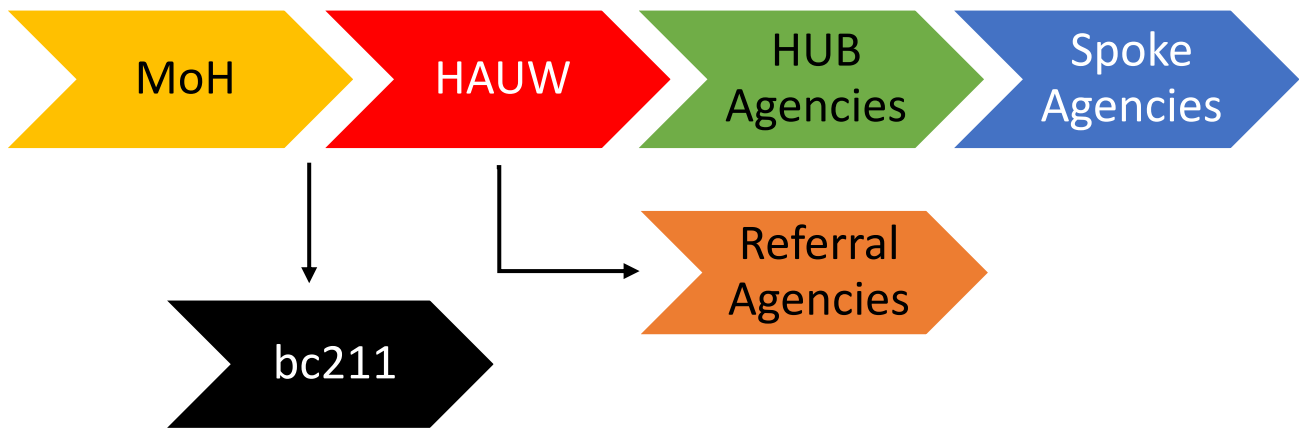 MoH
HAUW
HUB
Agencies
Spoke
Agencies
Referral
Agencies
bc211